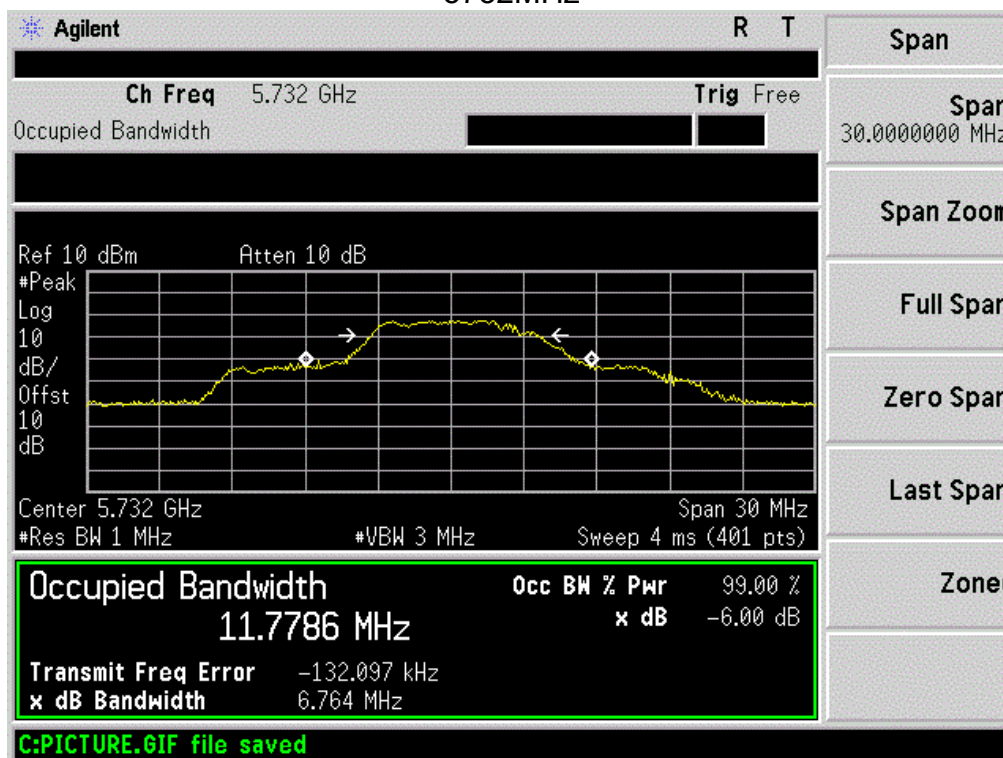 Agilent
R T
Span
Ch Freq 5.732 GHz
Trig Free
Occupied Bandwidth
30.0000000
Ref 10 dBm
Atten 10 dB
#Peak
Log
10
dB/
Offst
10
dB
Center 5.732 GHz
Span 30 MHz
#Res BW 1 MHz
#VBW 3 MHz
Sweep 4 ms (401 pts)
Span Zoom
Full Span
Zero Span
Last Span
Occupied Bandwidth
11.7786 MHz
Occ BW % Pwr 99.00 %
x dB -6.00 dB
Transmit Freq Error -132.097 kHz
x dB Bandwidth 6.764 MHz
C:PICTURE.GIF file saved